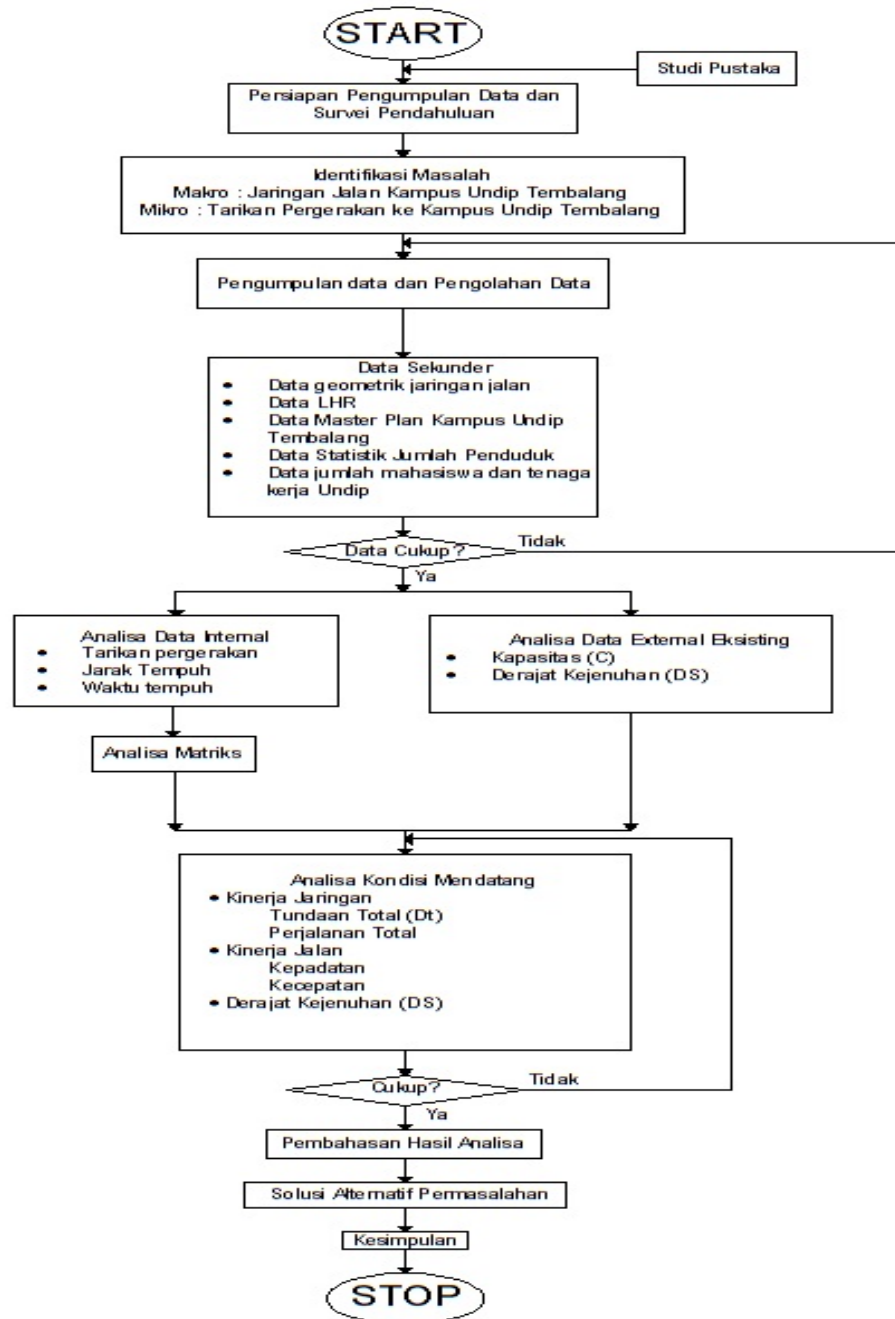 START
Studi Pustaka
Persiapan Pengumpulan Data dan
Survei Pendahuluan
Identifikasi Masalah
Makro : Jaringan Jalan Kampus Undip Tembalang
Mikro : Tarikan Pergerakan ke Kampus Undip Tembalang
Pengumpulan data dan Pengolahan Data
Data Sekunder
• Data geometrik jaringan jalan
• Data LHR
• Data Master Plan Kampus Undip
Tembalang
• Data Statistik Jumlah Penduduk
• Data jumlah mahasiswa dan tenaga
kerja Undip
Data Cukup?
Tidak
Ya
Analisa Data Internal
• Tarikan pergerakan
• Jarak Tempuh
• Waktu tempuh
Analisa Data External Eksisting
• Kapasitas (C)
• Derajat Kejenuhan (DS)
Analisa Matriks
Analisa Kondisi Mendatang
• Kinerja Jaringan
Tundaan Total (Dt)
Perjalanan Total
• Kinerja Jalan
Kepadatan
Kecepatan
• Derajat Kejenuhan (DS)
Cukup?
Tidak
Ya
Pembahasan Hasil Analisa
Solusi Alternatif Permasalahan
Kesimpulan
STOP